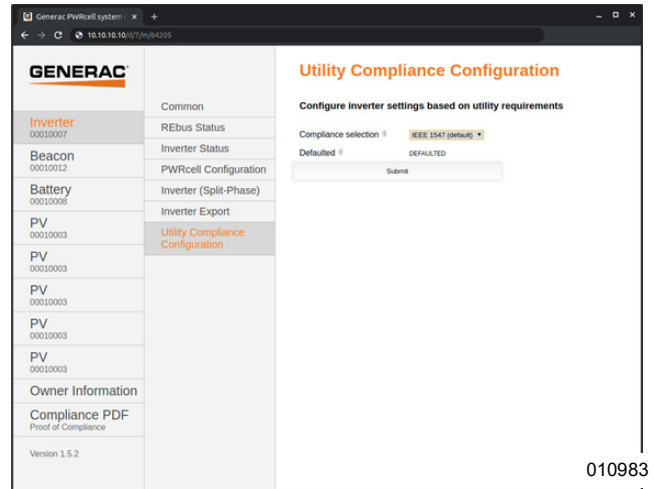 Generac PWRcell system
10.10.10.10/d/7/m/64205
GENERAC
Inverter
00010007
Beacon
00010012
Battery
00010008
PV
00010003
PV
00010003
PV
00010003
PV
00010003
PV
00010003
Owner Information
Compliance PDF
Proof of Compliance
Version 1.5.2
Common
REbus Status
Inverter Status
PWRcell Configuration
Inverter (Split-Phase)
Inverter Export
Utility Compliance
Configuration
Utility Compliance Configuration
Configure inverter settings based on utility requirements
Compliance selection
IEEE 1547 (default)
Defaulted
DEFAULTED
Submit
010983